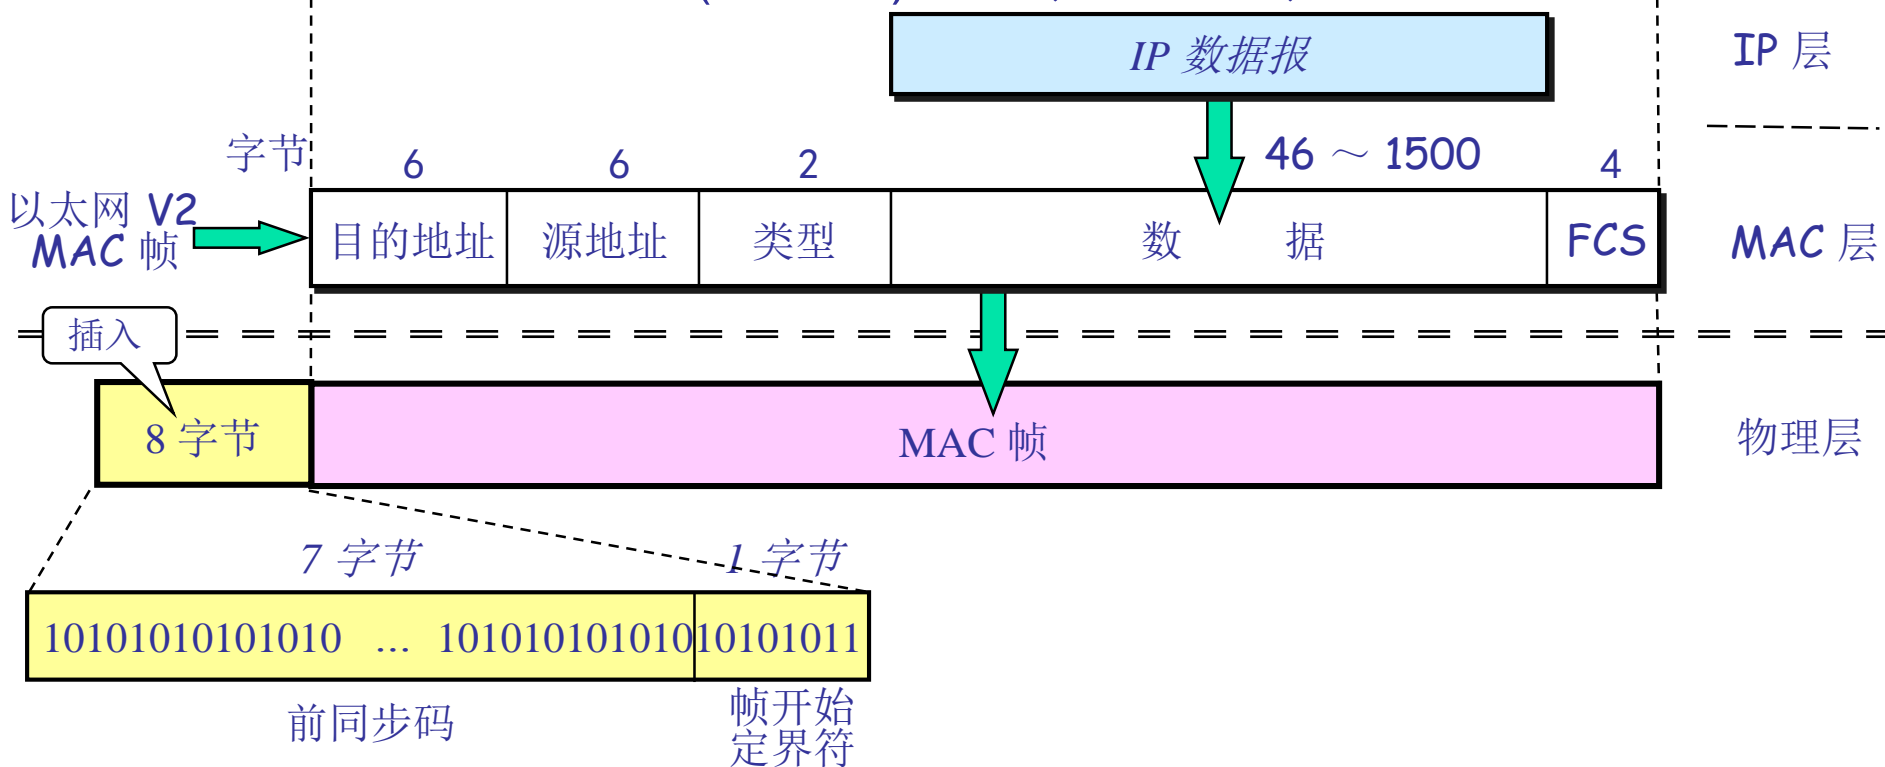 IP 数据报
IP 层
字节
6
6
2
46 ～ 1500
4
以太网 V2
MAC 帧
目的地址
源地址
类型
数 据
FCS
MAC 层
插入
8 字节
MAC 帧
物理层
7 字节
1 字节
10101010101010 ... 101010101010
10101011
前同步码
帧开始
定界符